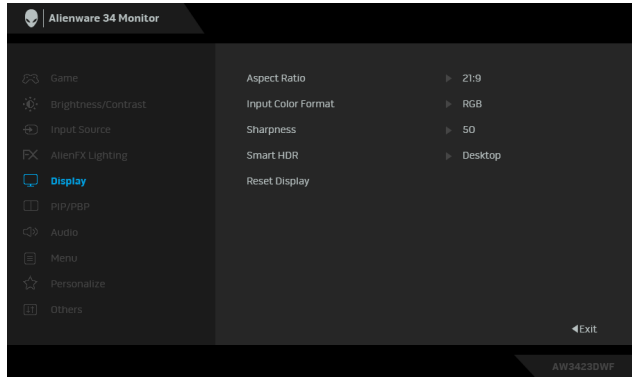 Alienware 34 Monitor
Game
Brightness/Contrast
Input Source
AlienFX Lighting
Display
PIP/PBP
Audio
Menu
Personalize
Others
Aspect Ratio 21:9
Input Color Format RGB
Sharpness 50
Smart HDR Desktop
Reset Display
Exit
AW3423DWF